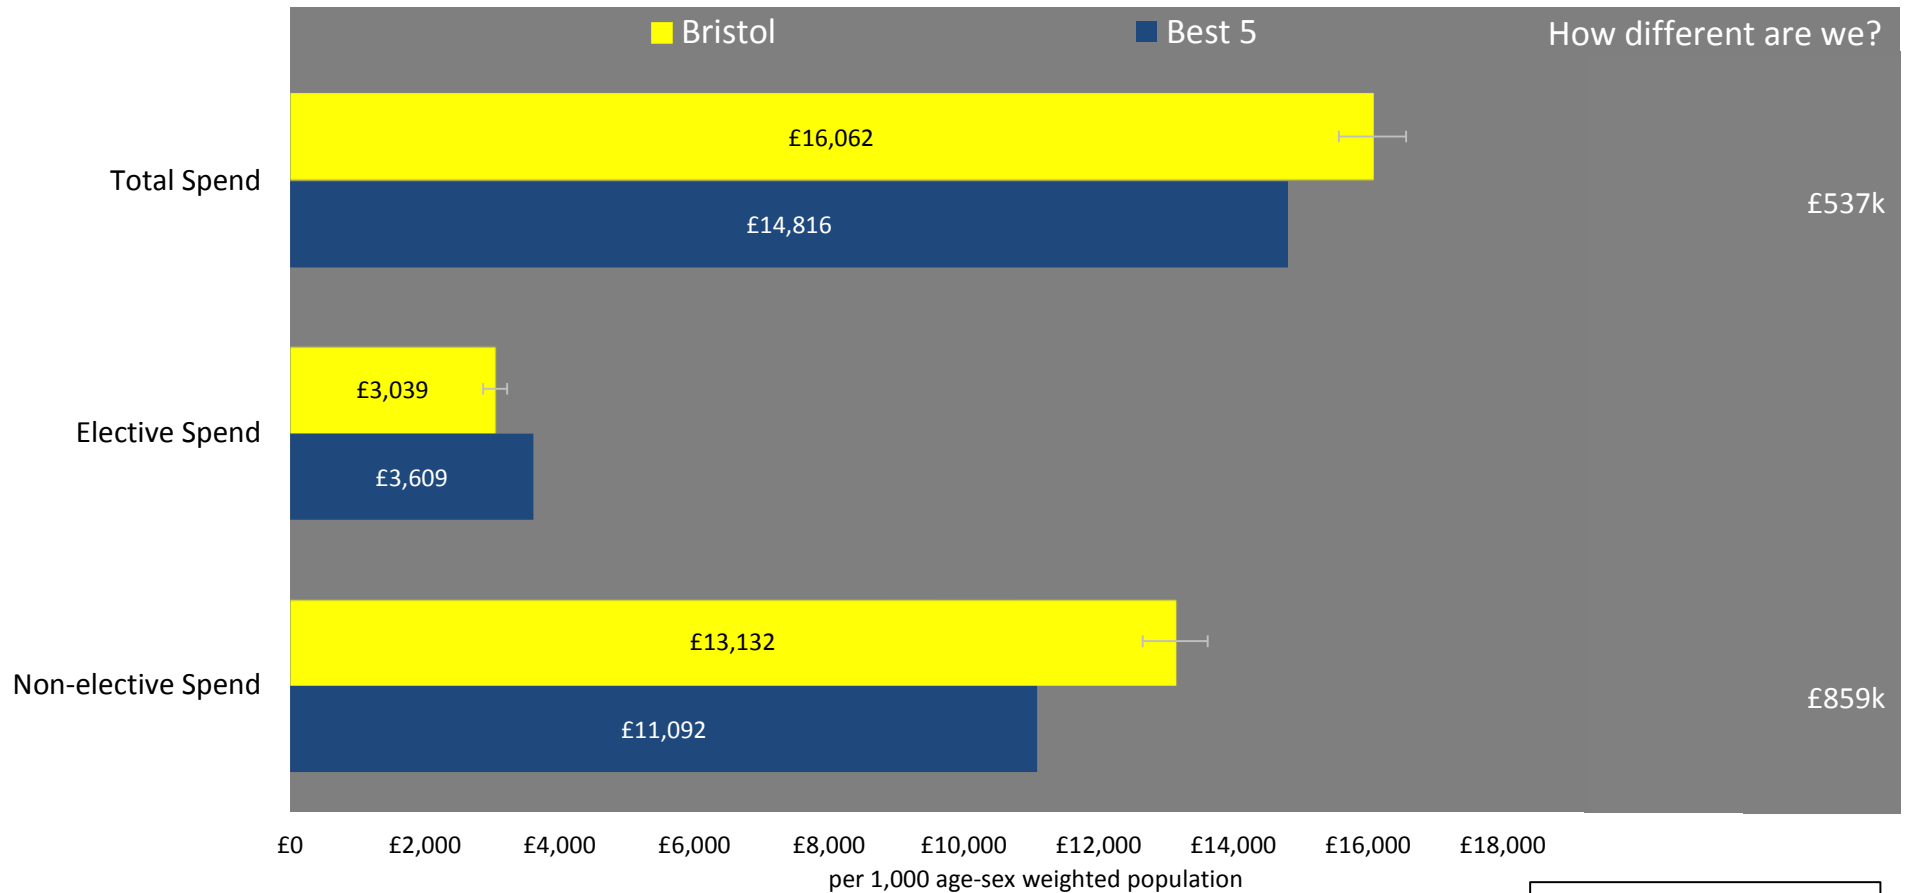 Bristol
Best 5
How different are we?
Total Spend
£16,062
£14,816
£537k
Elective Spend
£3,039
£3,609
Non-elective Spend
£13,132
£11,092
£859k
£0 £2,000 £4,000 £6,000 £8,000 £10,000 £12,000 £14,000 £16,000 £18,000
per 1,000 age-sex weighted population